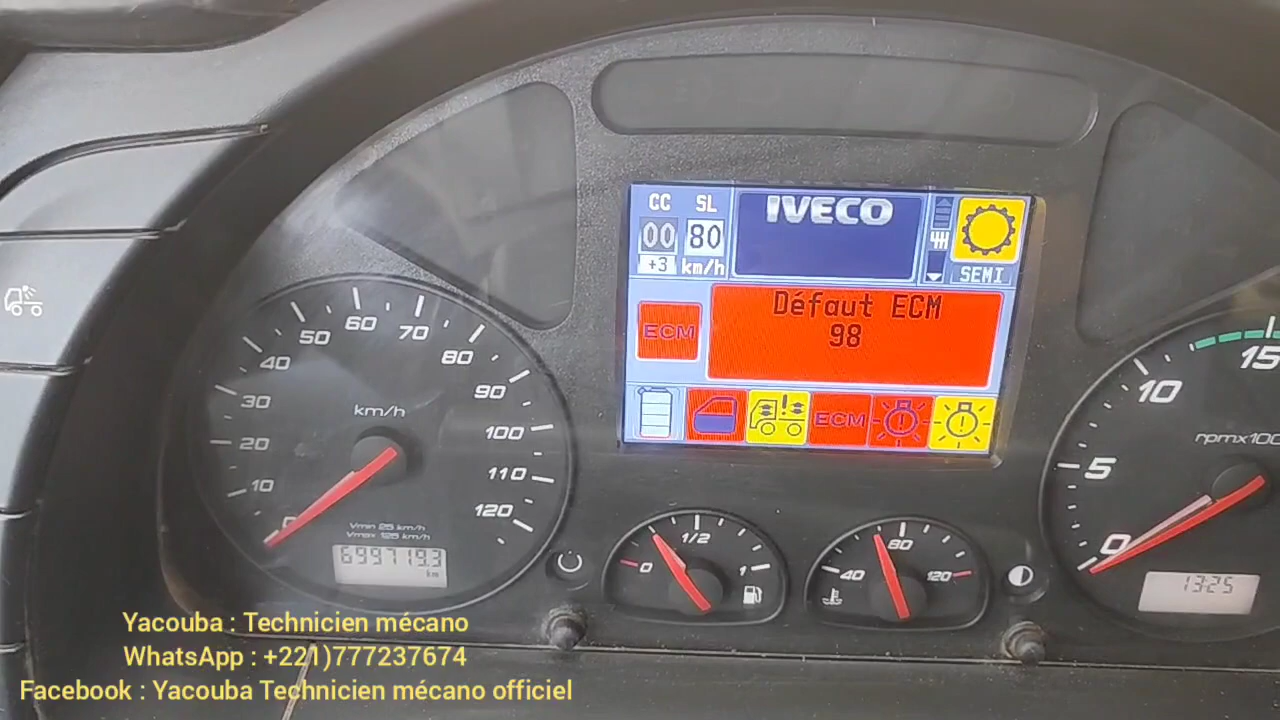 CC SL
IVECO
00 80
+3 km/h
SEMI
Défaut ECM
98
ECM
ECM
0 10 20 30 40 50 60 70 80 90 100 110 120
km/h
Vmin 25 km/h
Vmax 125 km/h
699719.3
km
0 1/2 1
40 80 120
0 5 10 15
rpmx100
13:25
Yacouba : Technicien mécano
WhatsApp : +221)777237674
Facebook : Yacouba Technicien mécano officiel